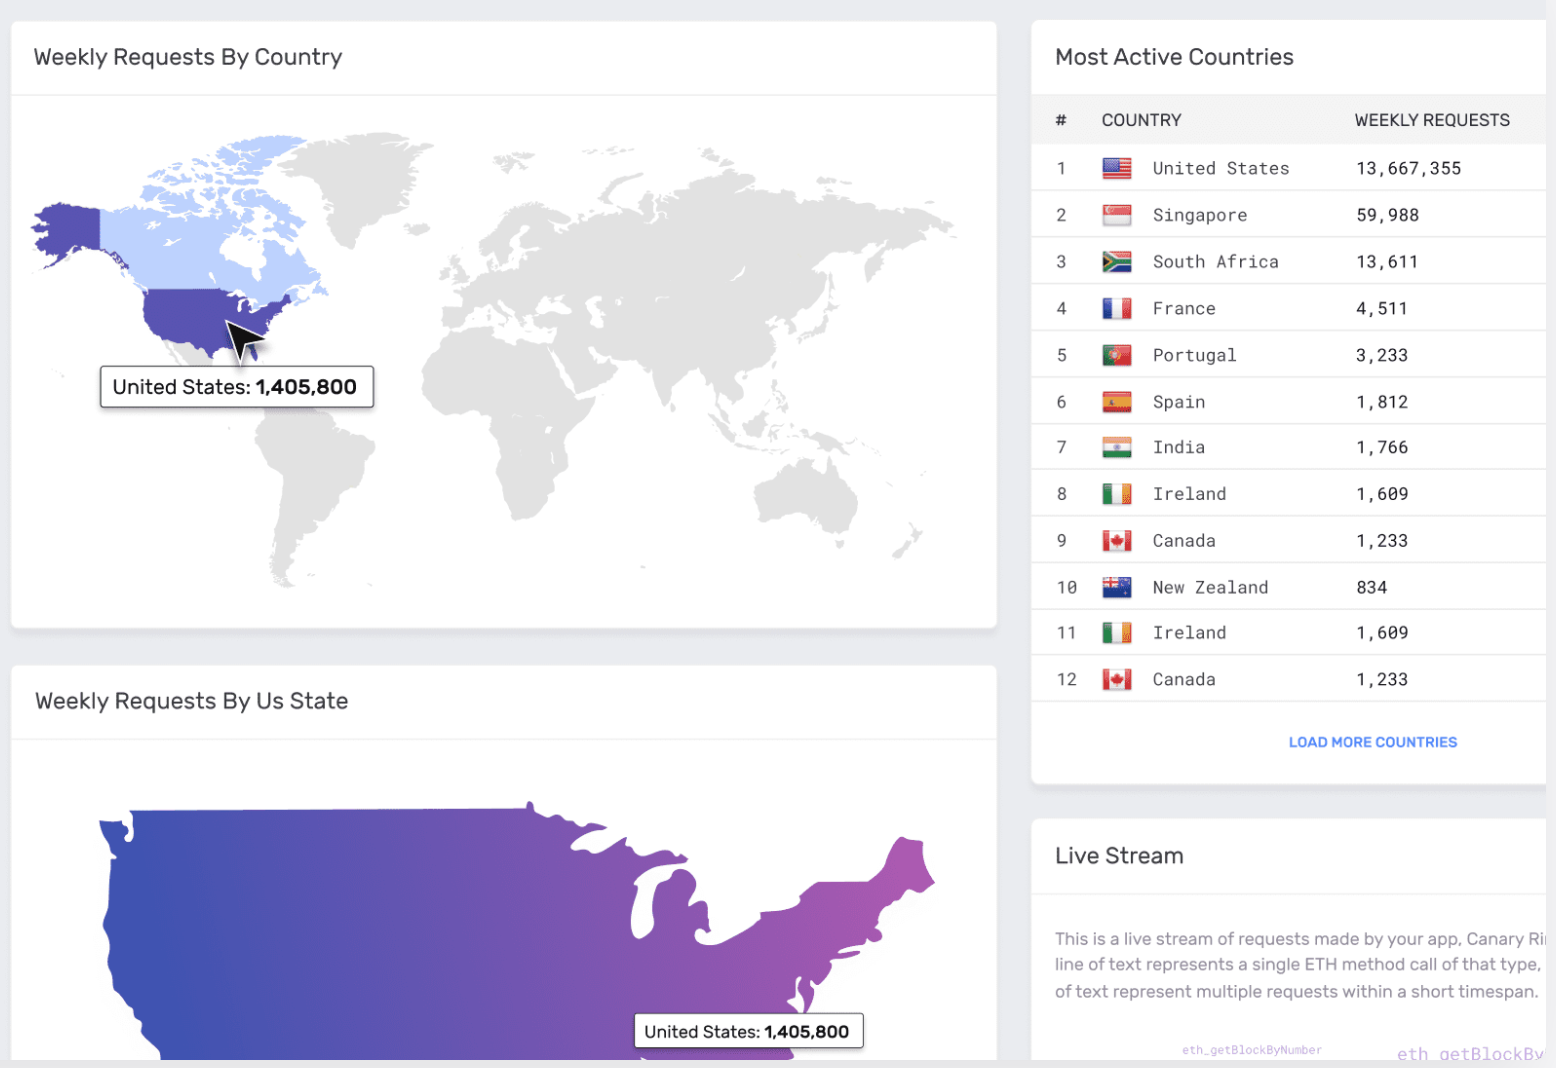 Weekly Requests By Country
United States: 1,405,800
Weekly Requests By Us State
United States: 1,405,800
Most Active Countries
# COUNTRY WEEKLY REQUESTS
1 United States 13,667,355
2 Singapore 59,988
3 South Africa 13,611
4 France 4,511
5 Portugal 3,233
6 Spain 1,812
7 India 1,766
8 Ireland 1,609
9 Canada 1,233
10 New Zealand 834
11 Ireland 1,609
12 Canada 1,233
LOAD MORE COUNTRIES
Live Stream
This is a live stream of requests made by your app, Canary Ri
line of text represents a single ETH method call of that type,
of text represent multiple requests within a short timespan.
eth_getBlockByNumber eth_getBlockBy